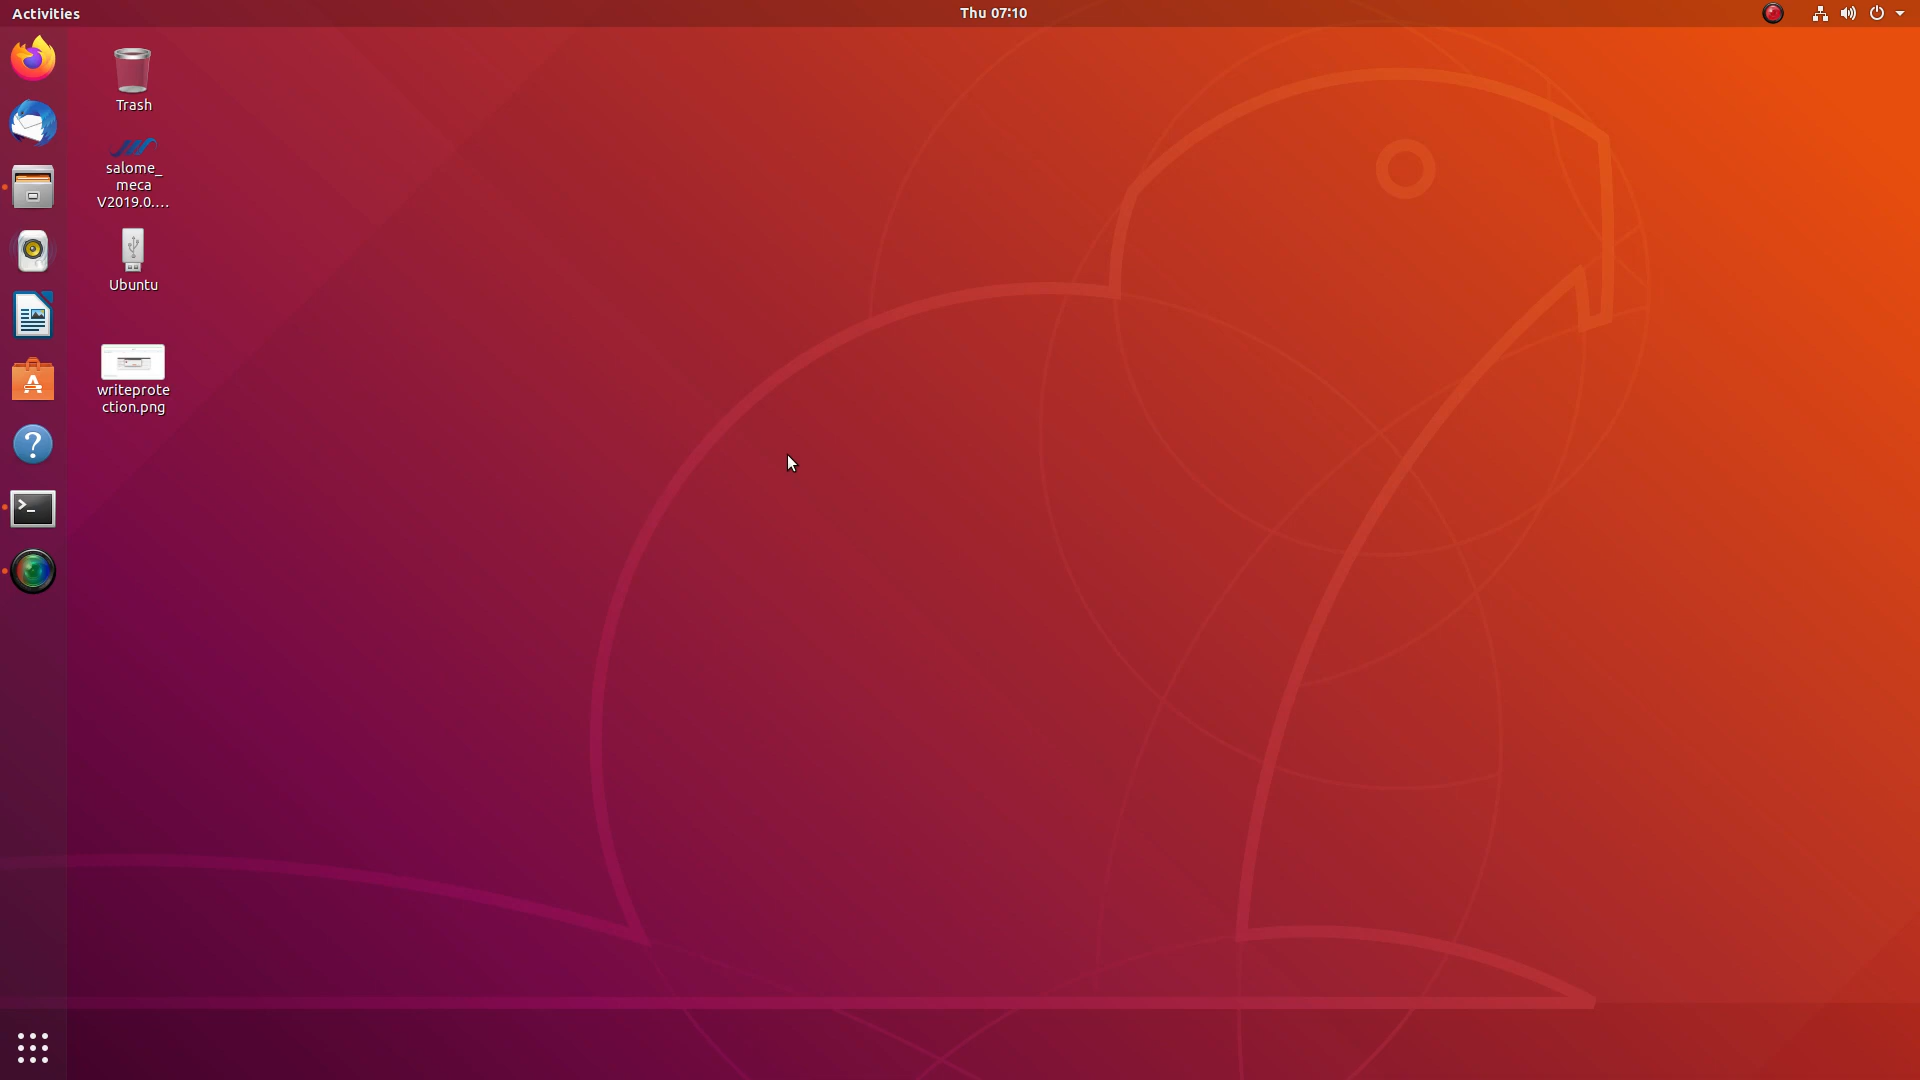 Activities
Thu 07:10
Trash
salome_
meca
V2019.0....
Ubuntu
writeprote
ction.png